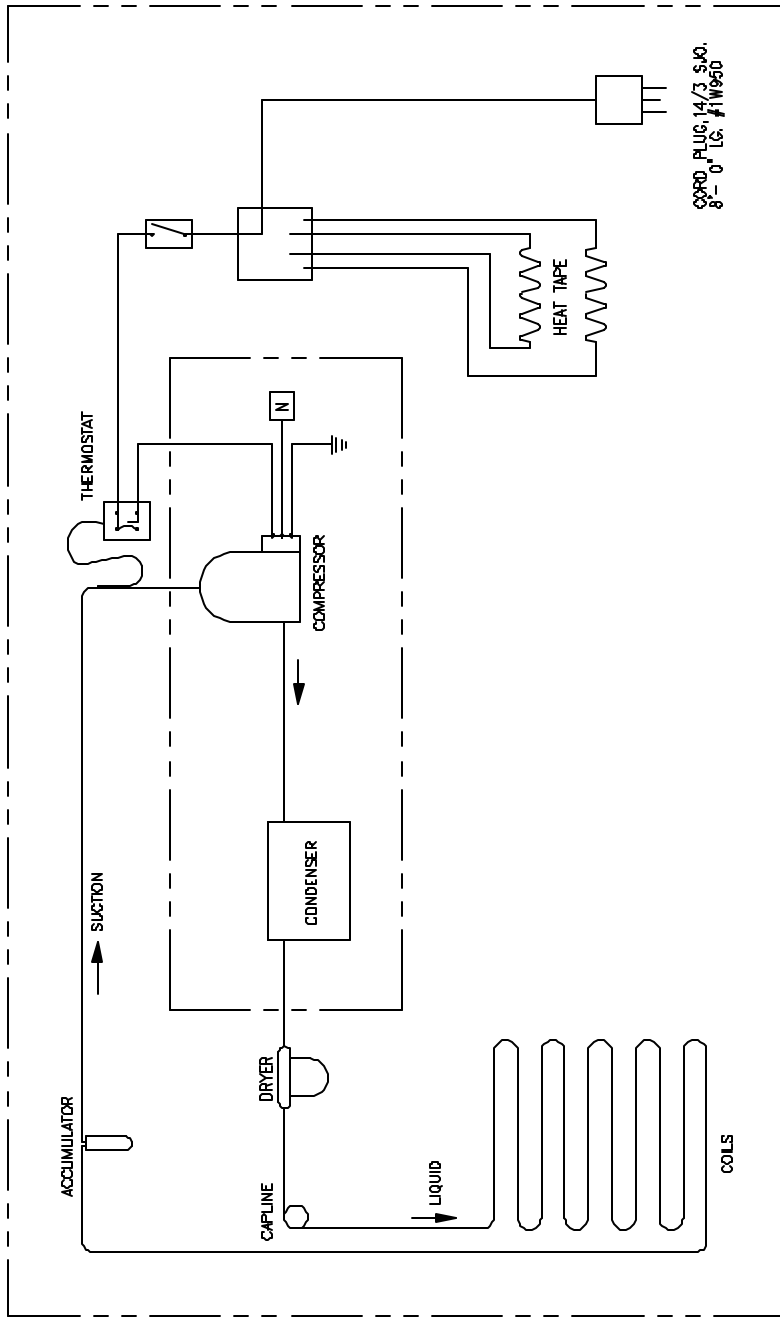 THERMOSTAT
N
COMPRESSOR
HEAT TAPE
CORD PLUG, 14/3 SJO.
8'- 0" LG. #1W950
SUCTION
CONDENSER
ACCUMULATOR
DRYER
CAPLINE
LIQUID
COILS